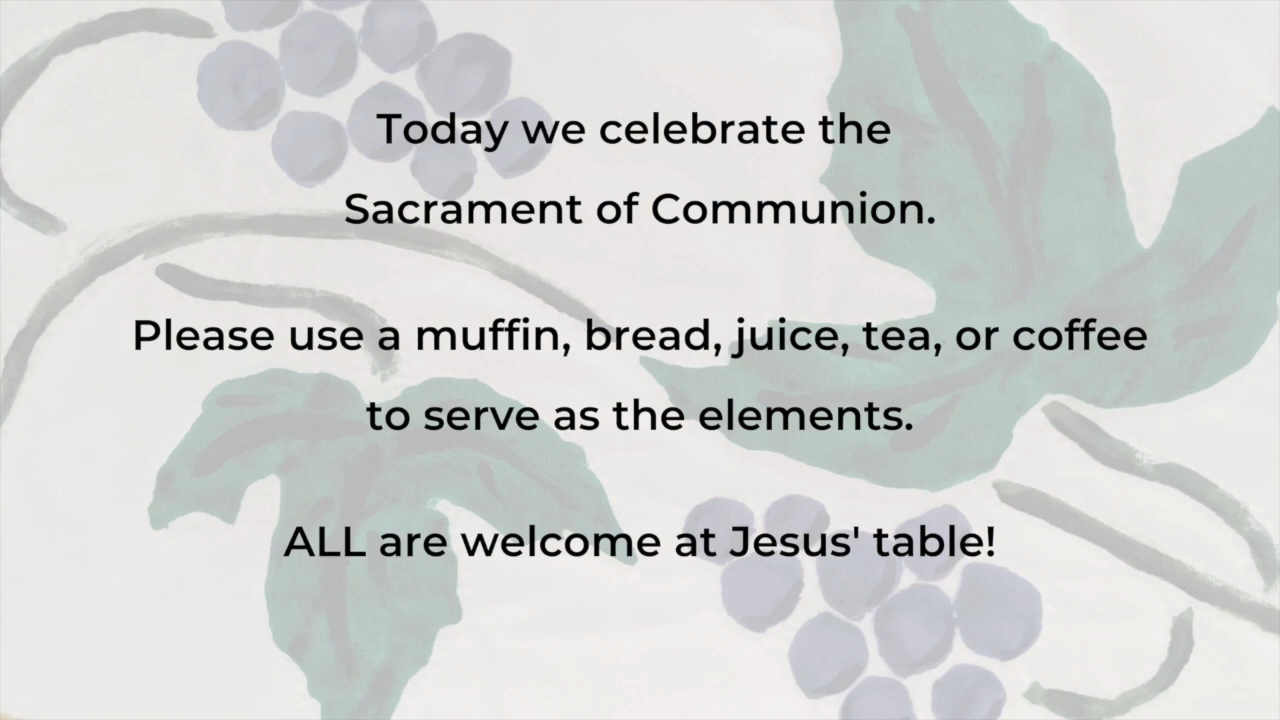 Today we celebrate the
Sacrament of Communion.
Please use a muffin, bread, juice, tea, or coffee
to serve as the elements.
ALL are welcome at Jesus' table!